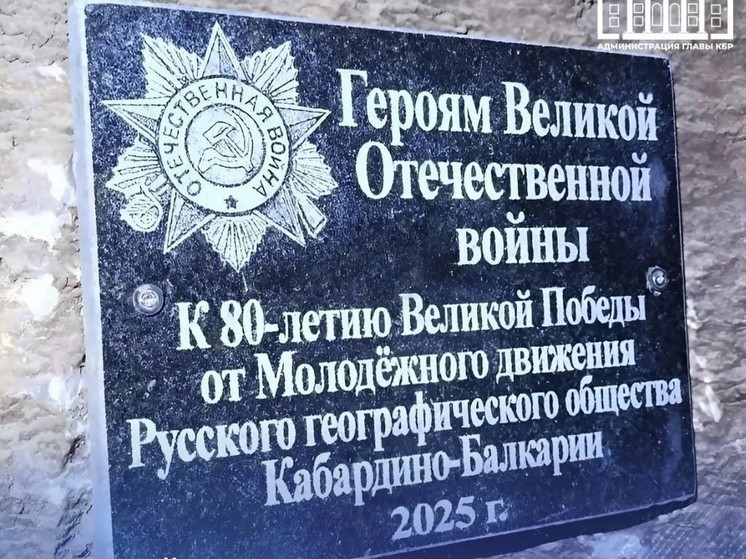 АДМИНИСТРАЦИЯ ГЛАВЫ КБР
ОТЕЧЕСТВЕННАЯ ВОЙНА
Героям Великой
Отечественной
войны
К 80-летию Великой Победы
от Молодёжного движения
Русского географического общества
Кабардино-Балкарии
2025 г.